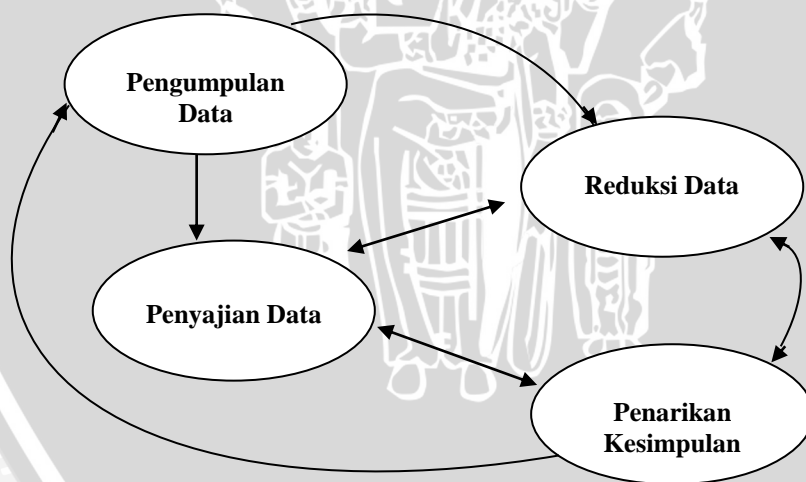 Pengumpulan
Data
Reduksi Data
Penyajian Data
Penarikan
Kesimpulan